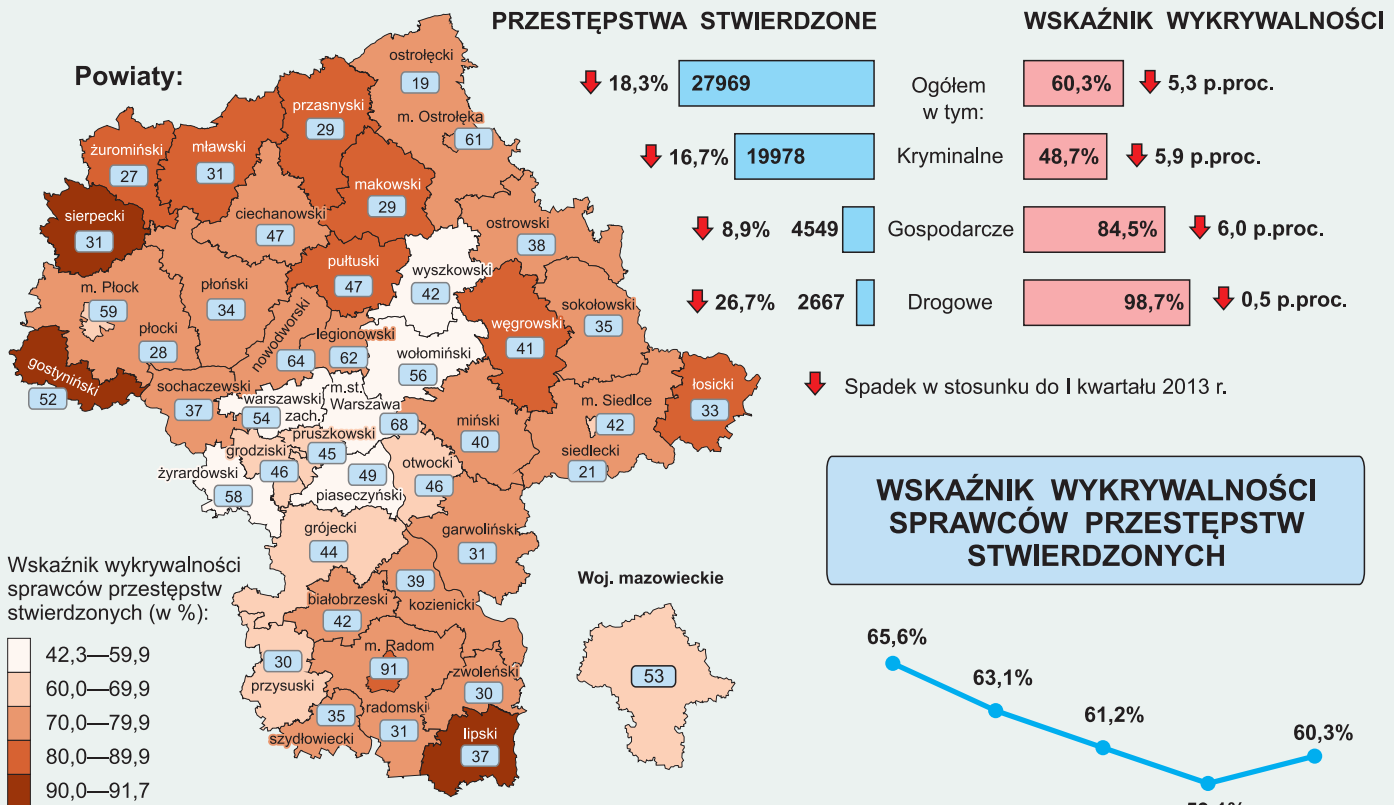 PRZESTĘPSTWA STWIERDZONE
WSKAŹNIK WYKRYWALNOŚCI
Powiaty:
18,3%
27969
Ogółem
w tym:
60,3%
5,3 p.proc.
16,7%
19978
Kryminalne
48,7%
5,9 p.proc.
8,9%
4549
Gospodarcze
84,5%
6,0 p.proc.
26,7%
2667
Drogowe
98,7%
0,5 p.proc.
Spadek w stosunku do I kwartału 2013 r.
ostrołęcki
19
m. Ostrołęka
61
przasnyski
29
żuromiński
27
mławski
31
makowski
29
sierpecki
31
ciechanowski
47
ostrowski
38
pułtuski
47
wyszkowski
42
m. Płock
59
płoński
34
sokołowski
35
węgrowski
41
płocki
28
nowodworski
64
legionowski
62
wołomiński
56
gostyniński
52
sochaczewski
37
warszawski
zach.
54
m.st.
Warszawa
68
miński
40
m. Siedlce
42
łosicki
33
siedlecki
21
pruszkowski
45
grodziski
46
żyrardowski
58
49
piaseczyński
otwocki
46
grójecki
44
garwoliński
31
39
kozienicki
białobrzeski
42
30
przysuski
m. Radom
91
zwoleński
30
35
szydłowiecki
radomski
31
lipski
37
Wskaźnik wykrywalności
sprawców przestępstw
stwierdzonych (w %):
42,3—59,9
60,0—69,9
70,0—79,9
80,0—89,9
90,0—91,7
Woj. mazowieckie
53
WSKAŹNIK WYKRYWALNOŚCI
SPRAWCÓW PRZESTĘPSTW
STWIERDZONYCH
65,6%
63,1%
61,2%
60,3%